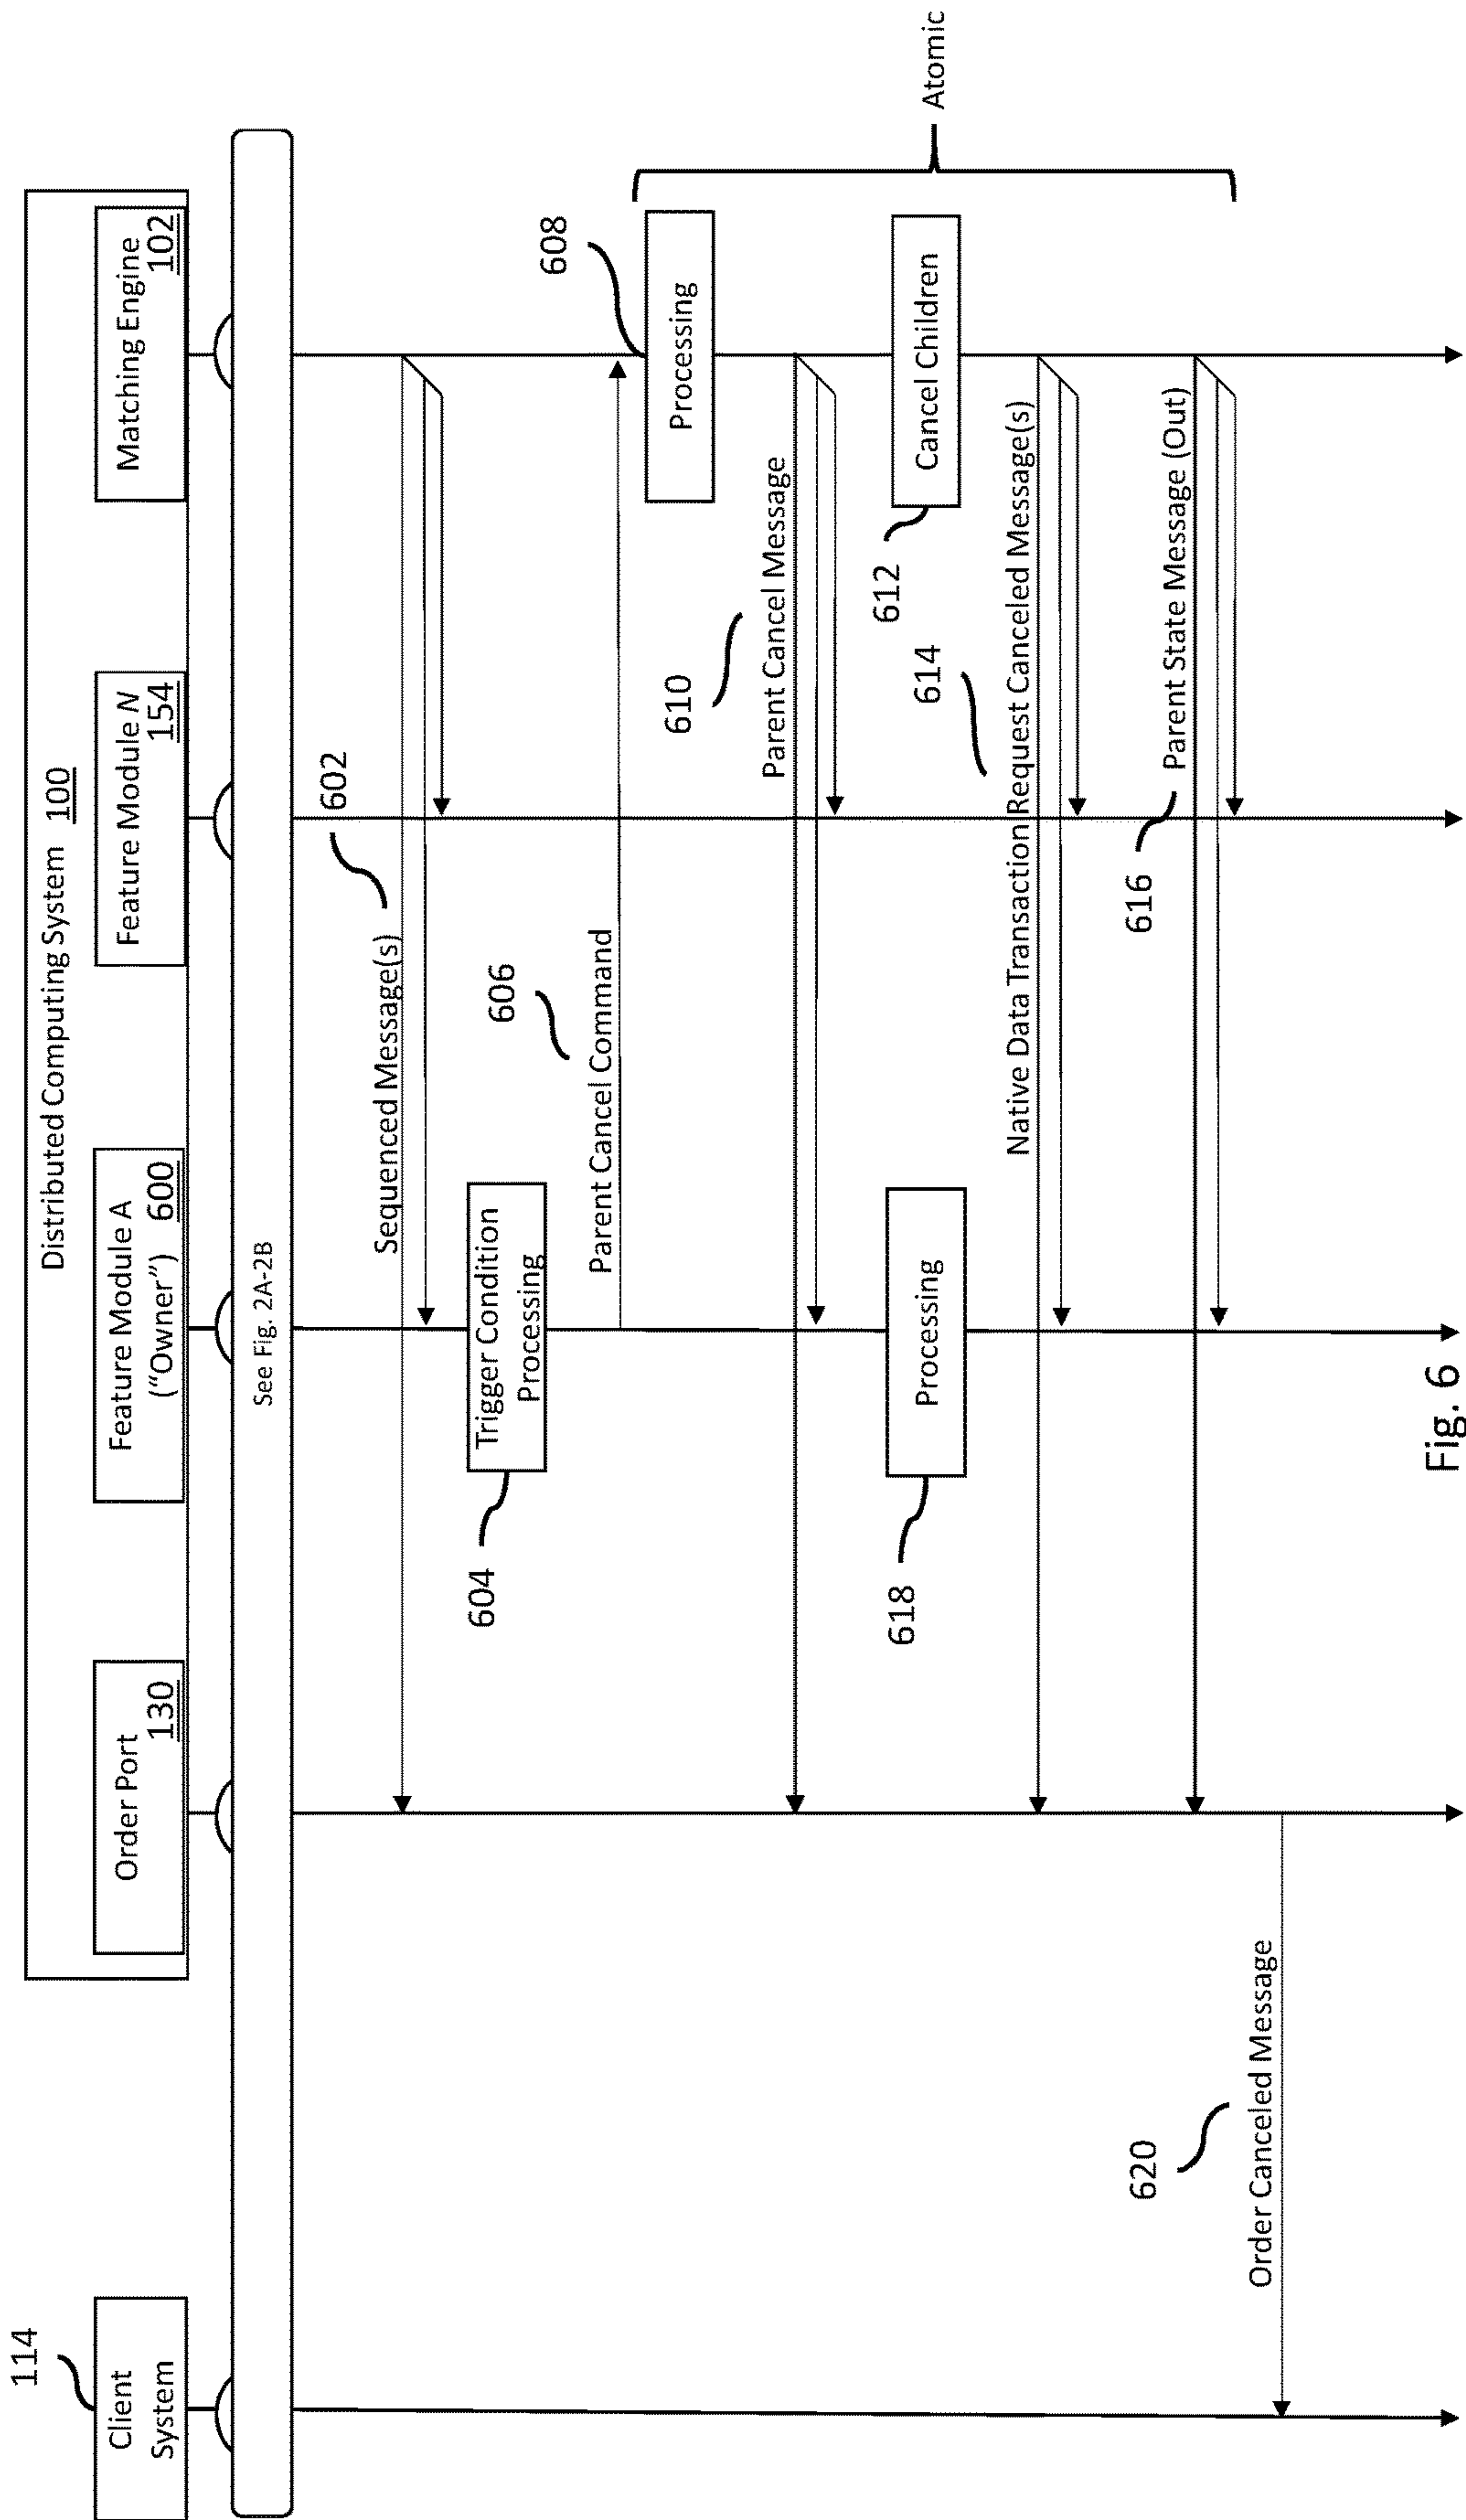 Distributed Computing System 100
114
Client
System
Order Port
130
Feature Module A
("Owner") 600
Feature Module N
154
Matching Engine
102
See Fig. 2A-2B
602
Sequenced Message(s)
Trigger Condition
Processing
604
606
Parent Cancel Command
608
Processing
Atomic
610
Parent Cancel Message
612
Cancel Children
Processing
618
614
Native Data Transaction Request Canceled Message(s)
616
Parent State Message (Out)
620
Order Canceled Message
Fig. 6